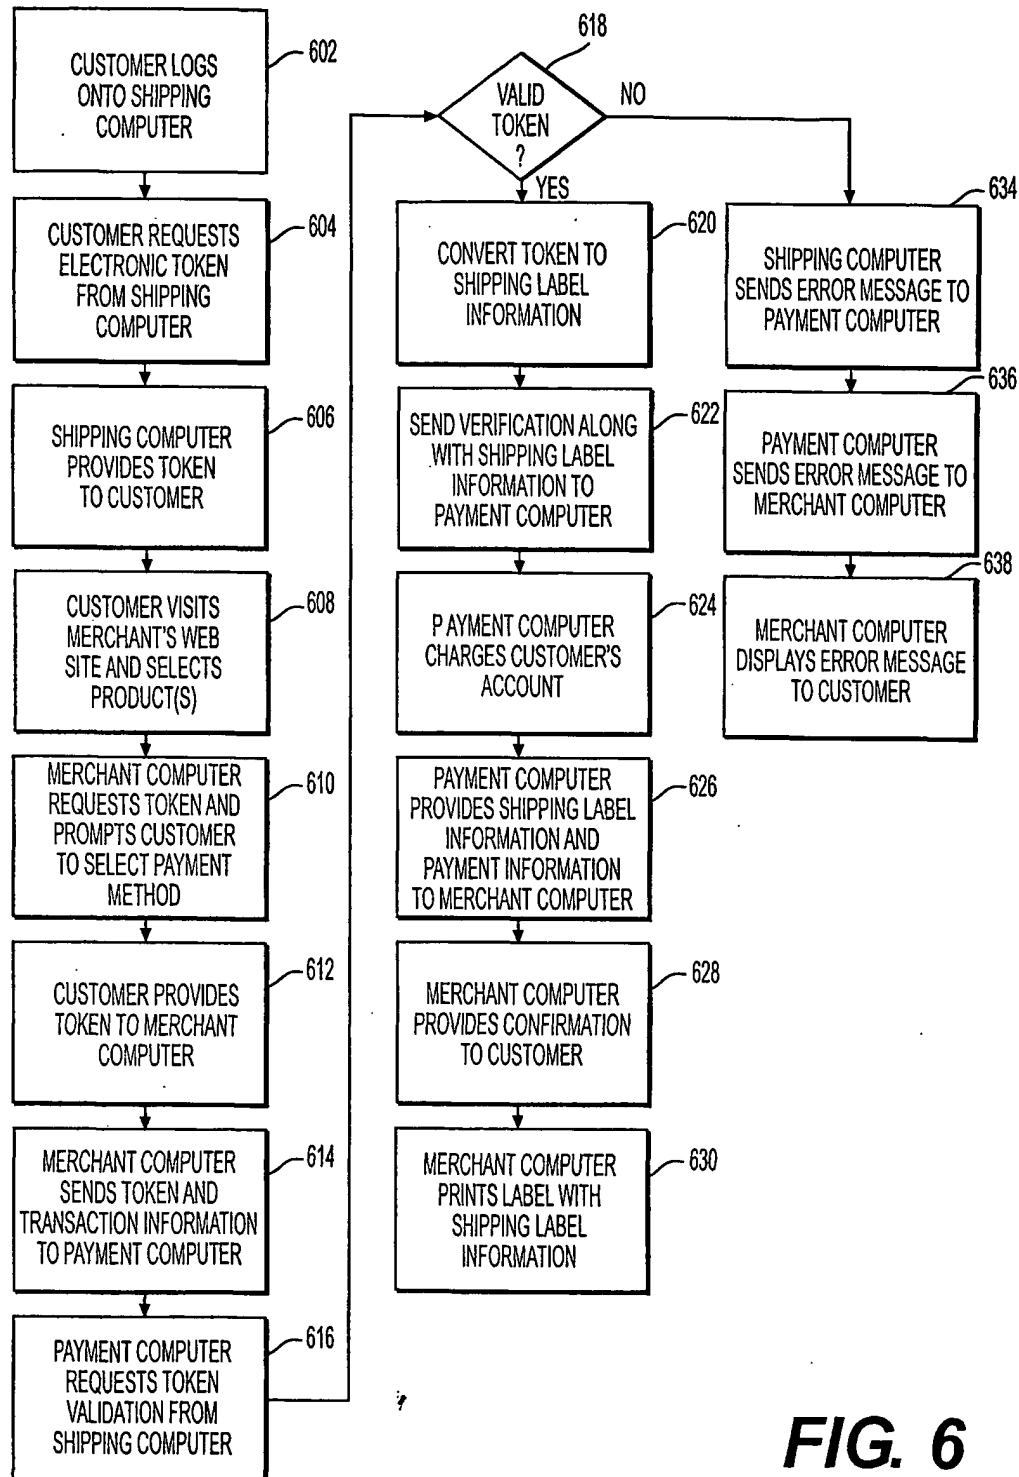 CUSTOMER LOGS
ONTO SHIPPING
COMPUTER
602
CUSTOMER REQUESTS
ELECTRONIC TOKEN
FROM SHIPPING
COMPUTER
604
SHIPPING COMPUTER
PROVIDES TOKEN
TO CUSTOMER
606
CUSTOMER VISITS
MERCHANT'S WEB
SITE AND SELECTS
PRODUCT(S)
608
MERCHANT COMPUTER
REQUESTS TOKEN AND
PROMPTS CUSTOMER
TO SELECT PAYMENT
METHOD
610
CUSTOMER PROVIDES
TOKEN TO MERCHANT
COMPUTER
612
MERCHANT COMPUTER
SENDS TOKEN AND
TRANSACTION INFORMATION
TO PAYMENT COMPUTER
614
PAYMENT COMPUTER
REQUESTS TOKEN
VALIDATION FROM
SHIPPING COMPUTER
616
618
VALID
TOKEN
?
NO
YES
CONVERT TOKEN TO
SHIPPING LABEL
INFORMATION
620
SEND VERIFICATION ALONG
WITH SHIPPING LABEL
INFORMATION TO
PAYMENT COMPUTER
622
P AYMENT COMPUTER
CHARGES CUSTOMER'S
ACCOUNT
624
PAYMENT COMPUTER
PROVIDES SHIPPING LABEL
INFORMATION AND
PAYMENT INFORMATION
TO MERCHANT COMPUTER
626
MERCHANT COMPUTER
PROVIDES CONFIRMATION
TO CUSTOMER
628
MERCHANT COMPUTER
PRINTS LABEL WITH
SHIPPING LABEL
INFORMATION
630
634
SHIPPING COMPUTER
SENDS ERROR MESSAGE TO
PAYMENT COMPUTER
636
PAYMENT COMPUTER
SENDS ERROR MESSAGE TO
MERCHANT COMPUTER
638
MERCHANT COMPUTER
DISPLAYS ERROR MESSAGE
TO CUSTOMER
FIG. 6